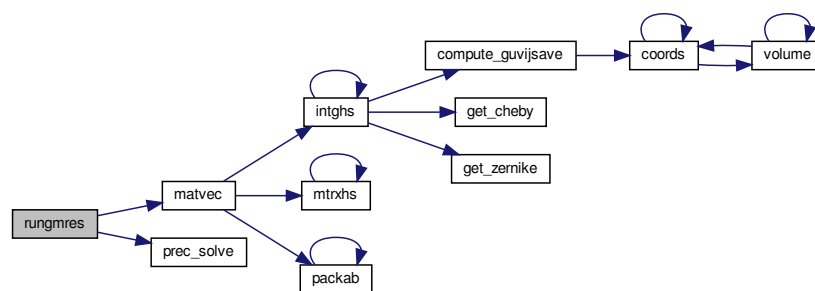 rungmres
matvec
prec_solve
intghs
mtrxhs
packab
compute_guvijsave
get_cheby
get_zernike
coords
volume